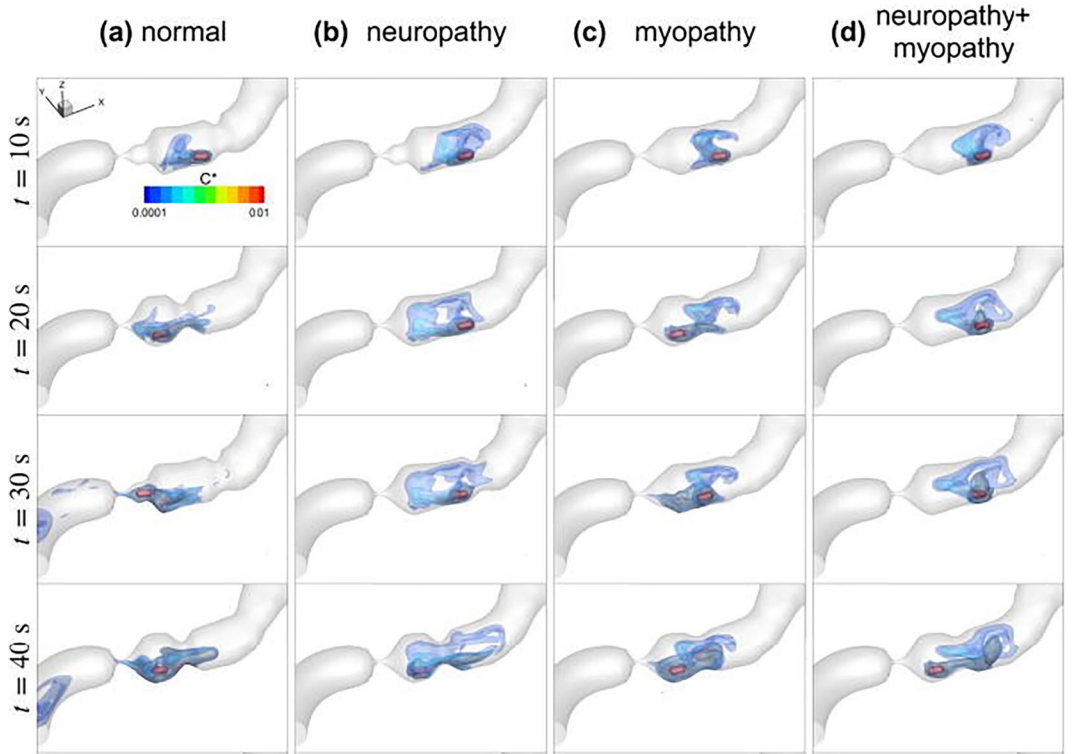 (a) normal
(b) neuropathy
(c) myopathy
(d) neuropathy+
myopathy
Y Z X
t = 10 s
C*
0.0001 0.01
t = 20 s
t = 30 s
t = 40 s